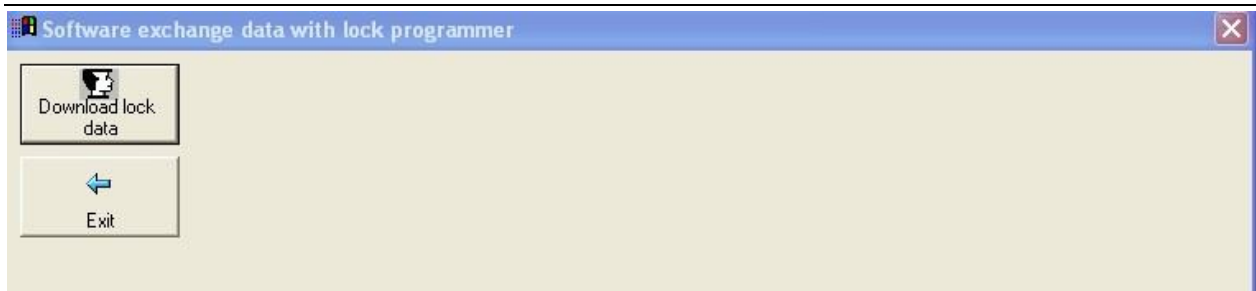 Software exchange data with lock programmer
Download lock
data
Exit